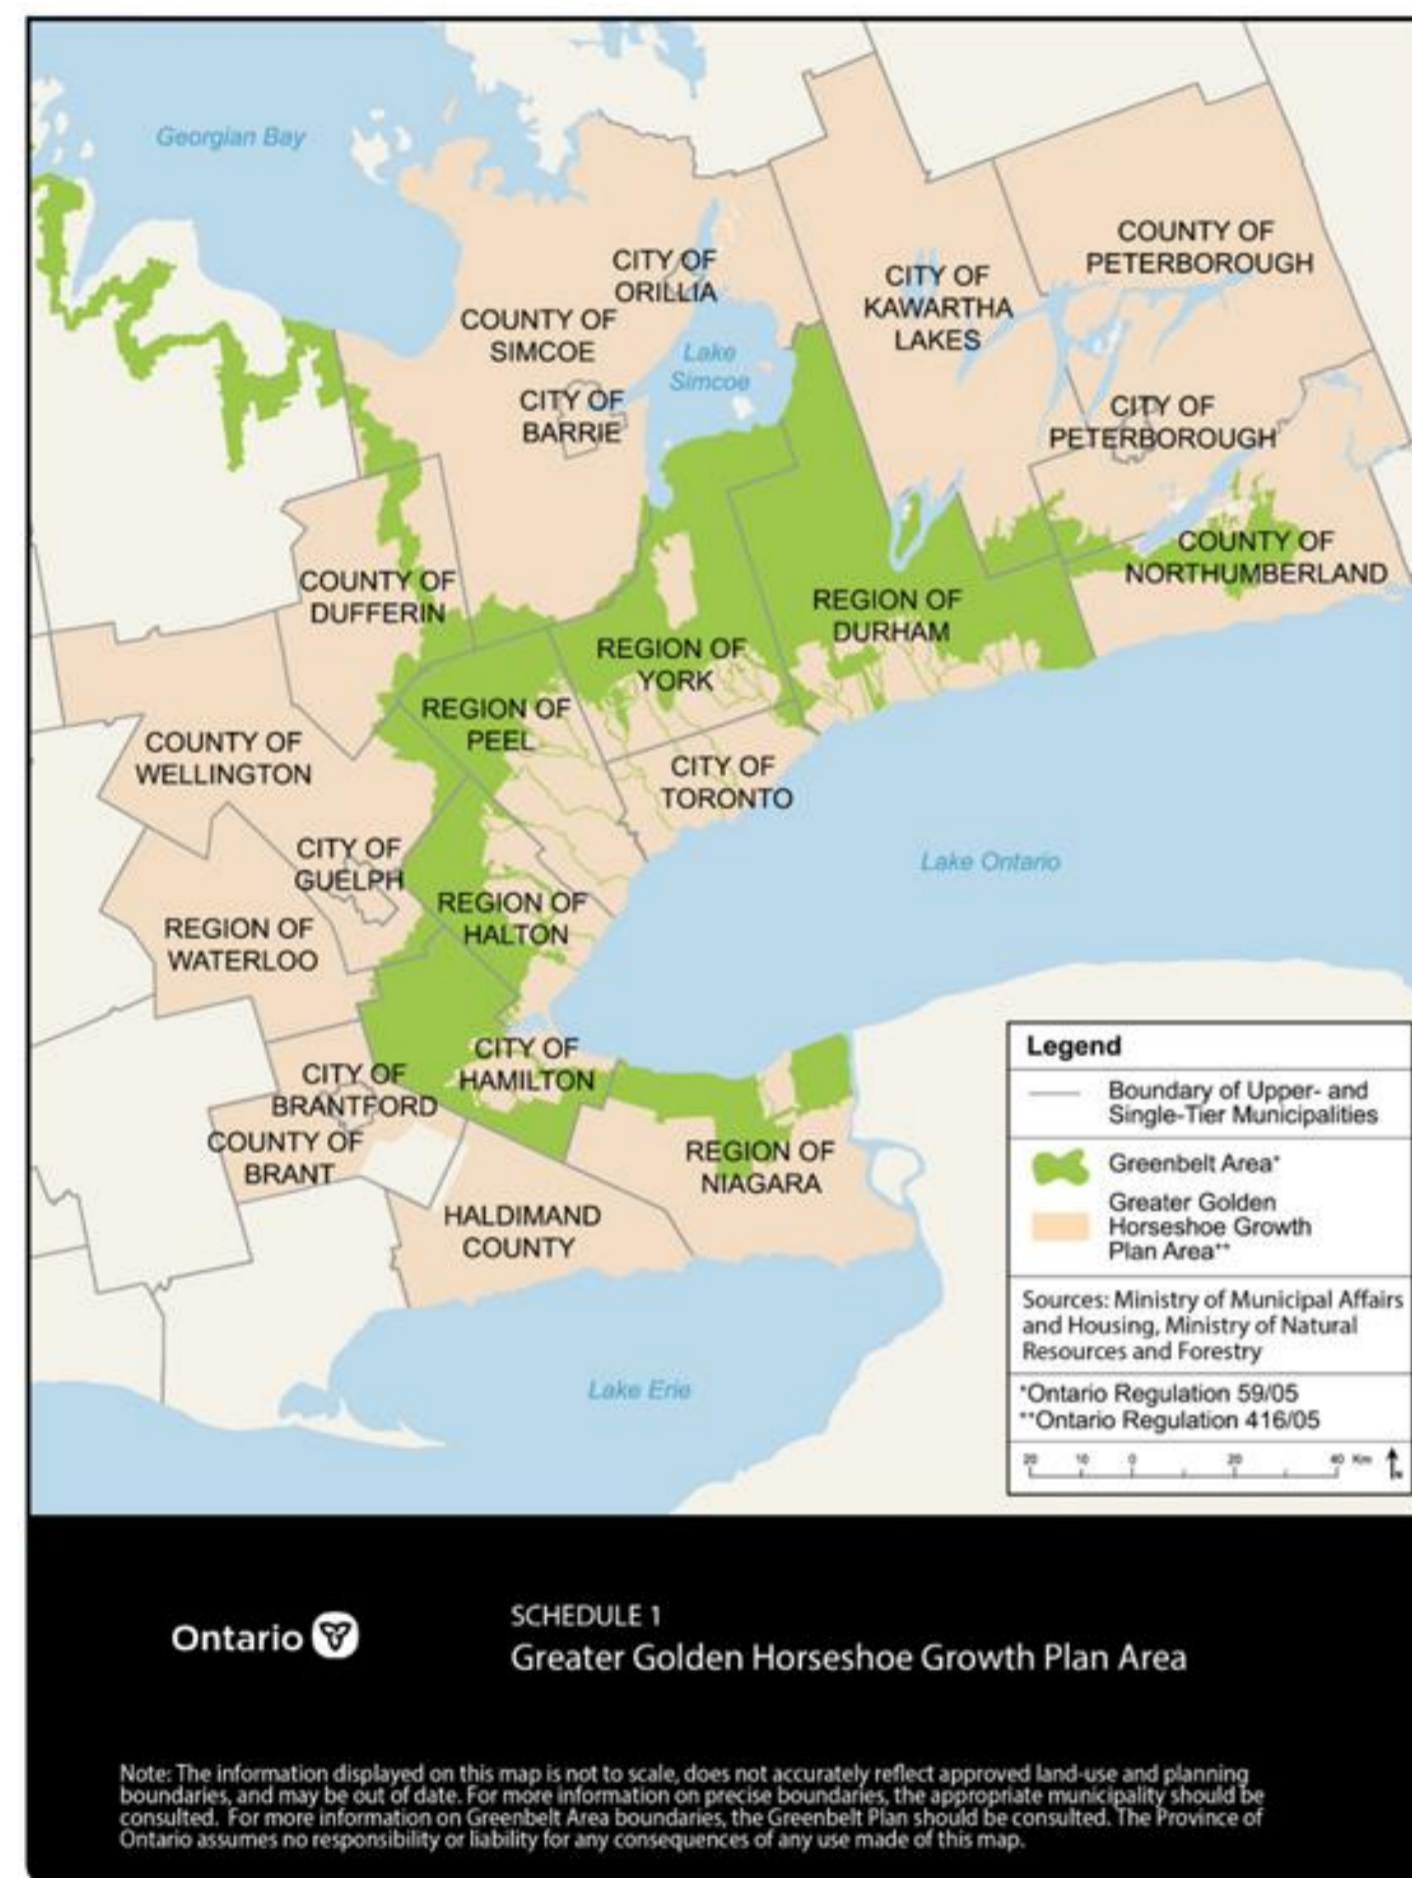 Georgian Bay
CITY OF
ORILLIA
COUNTY OF
PETERBOROUGH
CITY OF
KAWARTHA
LAKES
COUNTY OF
SIMCOE
Lake
Simcoe
CITY OF
BARRIE
CITY OF
PETERBOROUGH
COUNTY OF
NORTHUMBERLAND
COUNTY OF
DUFFERIN
REGION OF
DURHAM
REGION OF
YORK
REGION OF
PEEL
COUNTY OF
WELLINGTON
CITY OF
TORONTO
CITY OF
GUELPH
Lake Ontario
REGION OF
HALTON
REGION OF
WATERLOO
CITY OF
HAMILTON
CITY OF
BRANTFORD
COUNTY OF
BRANT
REGION OF
NIAGARA
HALDIMAND
COUNTY
Lake Erie
Legend
Boundary of Upper- and
Single-Tier Municipalities
Greenbelt Area*
Greater Golden
Horseshoe Growth
Plan Area**
Sources: Ministry of Municipal Affairs
and Housing, Ministry of Natural
Resources and Forestry
*Ontario Regulation 59/05
**Ontario Regulation 416/05
20 10 0 20 40 Km N
Ontario
SCHEDULE 1
Greater Golden Horseshoe Growth Plan Area
Note: The information displayed on this map is not to scale, does not accurately reflect approved land-use and planning
boundaries, and may be out of date. For more information on precise boundaries, the appropriate municipality should be
consulted. For more information on Greenbelt Area boundaries, the Greenbelt Plan should be consulted. The Province of
Ontario assumes no responsibility or liability for any consequences of any use made of this map.